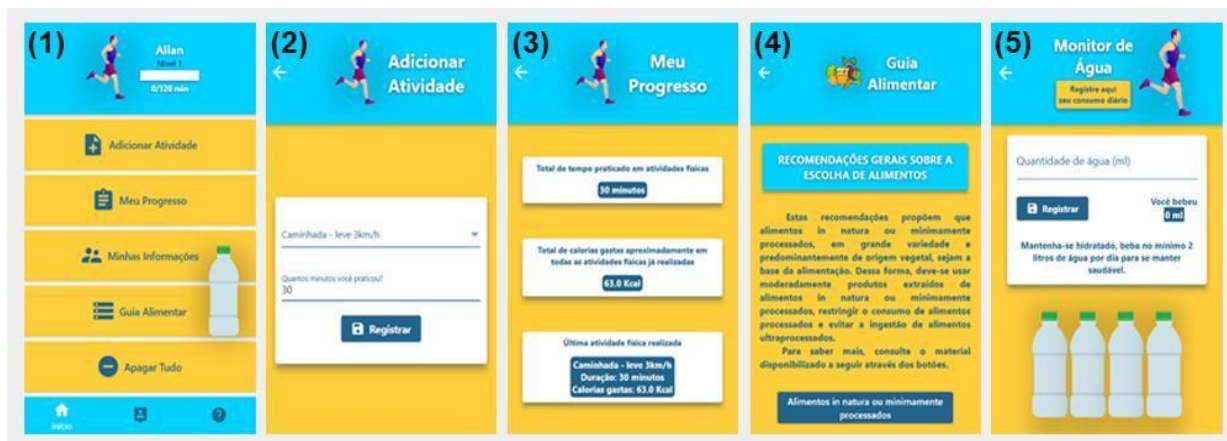 (1)
Allan
Nível 1
0/120 min
Adicionar Atividade
Meu Progresso
Minhas Informações
Guia Alimentar
Apagar Tudo
Início
(2)
Adicionar
Atividade
Caminhada - leve 3km/h
Quantos minutos você praticou?
30
Registrar
(3)
Meu
Progresso
Total de tempo praticado em atividades físicas
30 minutos
Total de calorias gastas aproximadamente em
todas as atividades físicas já realizadas
63.0 Kcal
Última atividade física realizada
Caminhada - leve 3km/h
Duração: 30 minutos
Calorias gastas: 63.0 Kcal
(4)
Guia
Alimentar
RECOMENDAÇÕES GERAIS SOBRE A
ESCOLHA DE ALIMENTOS
Estas recomendações propõem que
alimentos in natura ou minimamente
processados, em grande variedade e
predominantemente de origem vegetal, sejam a
base da alimentação. Dessa forma, deve-se usar
moderadamente produtos extraídos de
alimentos in natura ou minimamente
processados, restringir o consumo de alimentos
processados e evitar a ingestão de alimentos
ultraprocessados.
Para saber mais, consulte o material
disponibilizado a seguir através dos botões.
Alimentos in natura ou minimamente
processados
(5)
Monitor de
Água
Registre aqui
seu consumo diário
Quantidade de água (ml)
Registrar
Você bebeu
0 ml
Mantenha-se hidratado, beba no mínimo 2
litros de água por dia para se manter
saudável.